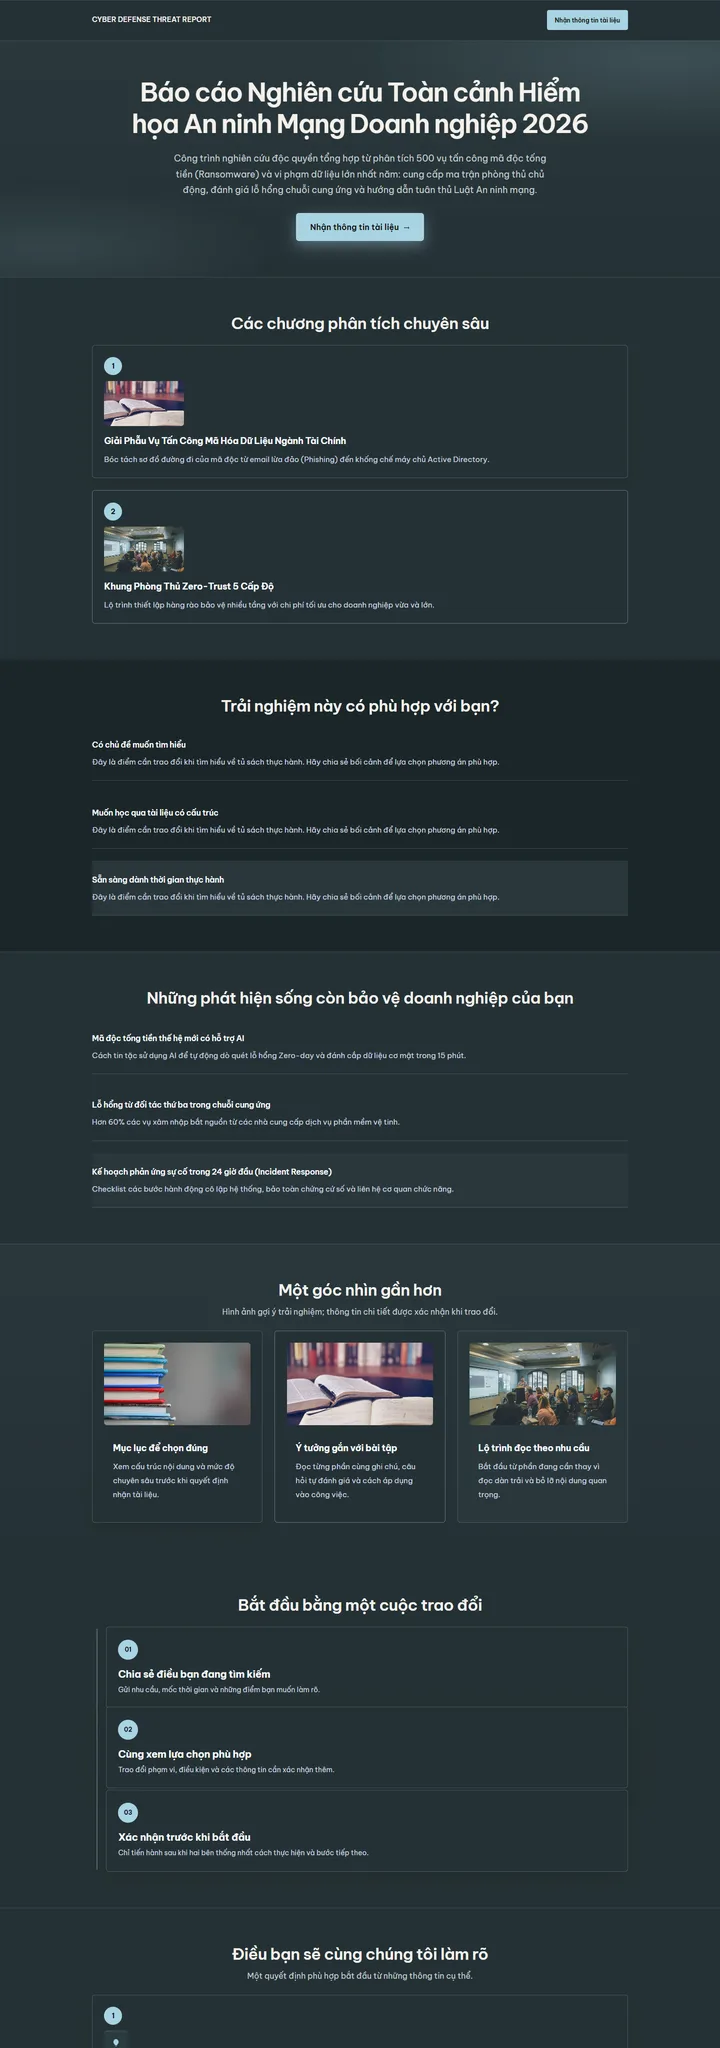 CYBER DEFENSE THREAT REPORT
Nhận thông tin tài liệu
Báo cáo Nghiên cứu Toàn cảnh Hiểm
họa An ninh Mạng Doanh nghiệp 2026
Công trình nghiên cứu độc quyền tổng hợp từ phân tích 500 vụ tấn công mã độc tống
tiền (Ransomware) và vi phạm dữ liệu lớn nhất năm: cung cấp ma trận phòng thủ chủ
động, đánh giá lỗ hổng chuỗi cung ứng và hướng dẫn tuân thủ Luật An ninh mạng.
Nhận thông tin tài liệu →
Các chương phân tích chuyên sâu
1
Giải Phẫu Vụ Tấn Công Mã Hóa Dữ Liệu Ngành Tài Chính
Bóc tách sơ đồ đường đi của mã độc từ email lừa đảo (Phishing) đến khống chế máy chủ Active Directory.
2
Khung Phòng Thủ Zero-Trust 5 Cấp Độ
Lộ trình thiết lập hàng rào bảo vệ nhiều tầng với chi phí tối ưu cho doanh nghiệp vừa và lớn.
Trải nghiệm này có phù hợp với bạn?
Có chủ đề muốn tìm hiểu
Đây là điểm cần trao đổi khi tìm hiểu về tủ sách thực hành. Hãy chia sẻ bối cảnh để lựa chọn phương án phù hợp.
Muốn học qua tài liệu có cấu trúc
Đây là điểm cần trao đổi khi tìm hiểu về tủ sách thực hành. Hãy chia sẻ bối cảnh để lựa chọn phương án phù hợp.
Sẵn sàng dành thời gian thực hành
Đây là điểm cần trao đổi khi tìm hiểu về tủ sách thực hành. Hãy chia sẻ bối cảnh để lựa chọn phương án phù hợp.
Những phát hiện sống còn bảo vệ doanh nghiệp của bạn
Mã độc tống tiền thế hệ mới có hỗ trợ AI
Cách tin tặc sử dụng AI để tự động dò quét lỗ hổng Zero-day và đánh cắp dữ liệu cơ mật trong 15 phút.
Lỗ hổng từ đối tác thứ ba trong chuỗi cung ứng
Hơn 60% các vụ xâm nhập bắt nguồn từ các nhà cung cấp dịch vụ phần mềm vệ tinh.
Kế hoạch phản ứng sự cố trong 24 giờ đầu (Incident Response)
Checklist các bước hành động cô lập hệ thống, bảo toàn chứng cứ số và liên hệ cơ quan chức năng.
Một góc nhìn gần hơn
Hình ảnh gợi ý trải nghiệm; thông tin chi tiết được xác nhận khi trao đổi.
Mục lục để chọn đúng
Xem cấu trúc nội dung và mức độ
chuyên sâu trước khi quyết định
nhận tài liệu.
Ý tưởng gắn với bài tập
Đọc từng phần cùng ghi chú, câu
hỏi tự đánh giá và cách áp dụng
vào công việc.
Lộ trình đọc theo nhu cầu
Bắt đầu từ phần đang cần thay vì
đọc dàn trải và bỏ lỡ nội dung quan
trọng.
Bắt đầu bằng một cuộc trao đổi
01
Chia sẻ điều bạn đang tìm kiếm
Gửi nhu cầu, mốc thời gian và những điểm bạn muốn làm rõ.
02
Cùng xem lựa chọn phù hợp
Trao đổi phạm vi, điều kiện và các thông tin cần xác nhận thêm.
03
Xác nhận trước khi bắt đầu
Chỉ tiến hành sau khi hai bên thống nhất cách thực hiện và bước tiếp theo.
Điều bạn sẽ cùng chúng tôi làm rõ
Một quyết định phù hợp bắt đầu từ những thông tin cụ thể.
1